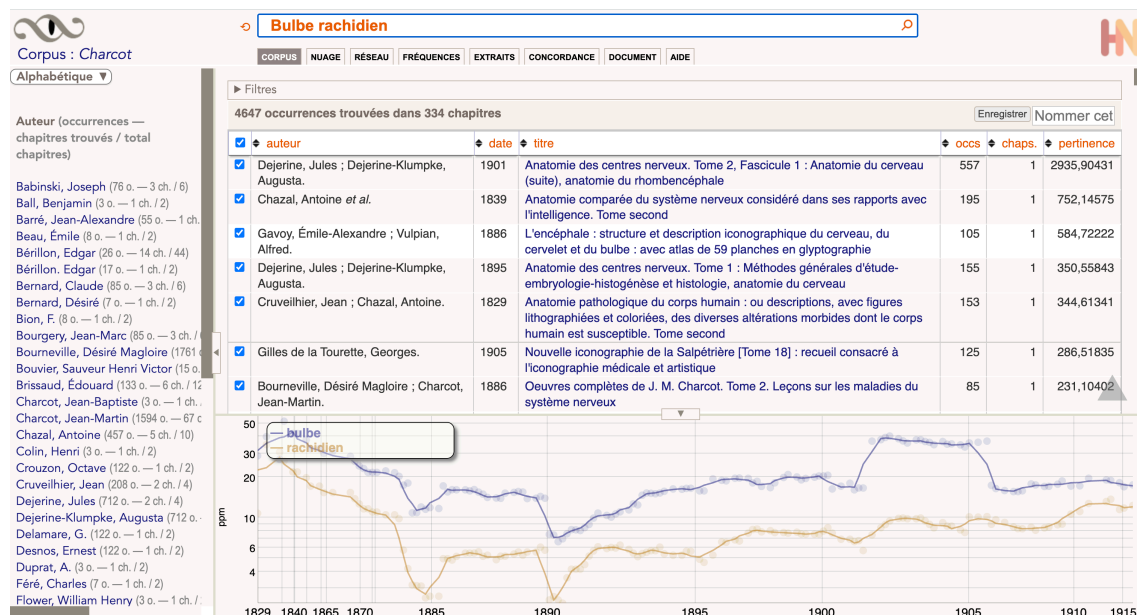 Bulbe rachidien
HN
Corpus : Charcot
CORPUS NUAGE RÉSEAU FRÉQUENCES EXTRAITS CONCORDANCE DOCUMENT AIDE
Alphabétique ▼
Auteur (occurrences —
chapitres trouvés / total
chapitres)
Babinski, Joseph (76 o. — 3 ch. / 6)
Ball, Benjamin (3 o. — 1 ch. / 2)
Barré, Jean-Alexandre (55 o. — 1 ch.
Beau, Émile (8 o. — 1 ch. / 2)
Bérillon, Edgar (26 o. — 14 ch. / 44)
Bérillon. Edgar (17 o. — 1 ch. / 2)
Bernard, Claude (85 o. — 3 ch. / 6)
Bernard, Désiré (7 o. — 1 ch. / 2)
Bion, F. (8 o. — 1 ch. / 2)
Bourgery, Jean-Marc (85 o. — 3 ch. /
Bourneville, Désiré Magloire (1761
Bouvier, Sauveur Henri Victor (15 o.
Brissaud, Édouard (133 o. — 6 ch. / 12
Charcot, Jean-Baptiste (3 o. — 1 ch.
Charcot, Jean-Martin (1594 o. — 67 c
Chazal, Antoine (457 o. — 5 ch. / 10)
Colin, Henri (3 o. — 1 ch. / 2)
Crouzon, Octave (122 o. — 1 ch. / 2)
Cruveilhier, Jean (208 o. — 2 ch. / 4)
Dejerine, Jules (712 o. — 2 ch. / 4)
Dejerine-Klumpke, Augusta (712 o. -
Delamare, G. (122 o. — 1 ch. / 2)
Desnos, Ernest (122 o. — 1 ch. / 2)
Duprat, A. (3 o. — 1 ch. / 2)
Féré, Charles (7 o. — 1 ch. / 2)
Flower, William Henry (3 o. — 1 ch. /
▶ Filtres
4647 occurrences trouvées dans 334 chapitres
Enregistrer Nommer cet
auteur date titre occs chaps. pertinence
Dejerine, Jules ; Dejerine-Klumpke, 1901 Anatomie des centres nerveux. Tome 2, Fascicule 1 : Anatomie du cerveau 557 1 2935,90431
Augusta. (suite), anatomie du rhombencéphale
Chazal, Antoine et al. 1839 Anatomie comparée du système nerveux considéré dans ses rapports avec 195 1 752,14575
l'intelligence. Tome second
Gavoy, Émile-Alexandre ; Vulpian, 1886 L'encéphale : structure et description iconographique du cerveau, du 105 1 584,72222
Alfred. cervelet et du bulbe : avec atlas de 59 planches en glyptographie
Dejerine, Jules ; Dejerine-Klumpke, 1895 Anatomie des centres nerveux. Tome 1 : Méthodes générales d'étude- 155 1 350,55843
Augusta. embryologie-histogénèse et histologie, anatomie du cerveau
Cruveilhier, Jean ; Chazal, Antoine. 1829 Anatomie pathologique du corps humain : ou descriptions, avec figures 153 1 344,61341
lithographiées et coloriées, des diverses altérations morbides dont le corps
humain est susceptible. Tome second
Gilles de la Tourette, Georges. 1905 Nouvelle iconographie de la Salpétrière [Tome 18] : recueil consacré à 125 1 286,51835
l'iconographie médicale et artistique
Bourneville, Désiré Magloire ; Charcot, 1886 Oeuvres complètes de J. M. Charcot. Tome 2. Leçons sur les maladies du 85 1 231,10402
Jean-Martin. système nerveux
▼
bulbe
rachidien
ppm
50
30
20
10
6
4
1829 1840 1865 1870 1885 1890 1895 1900 1905 1910 1915